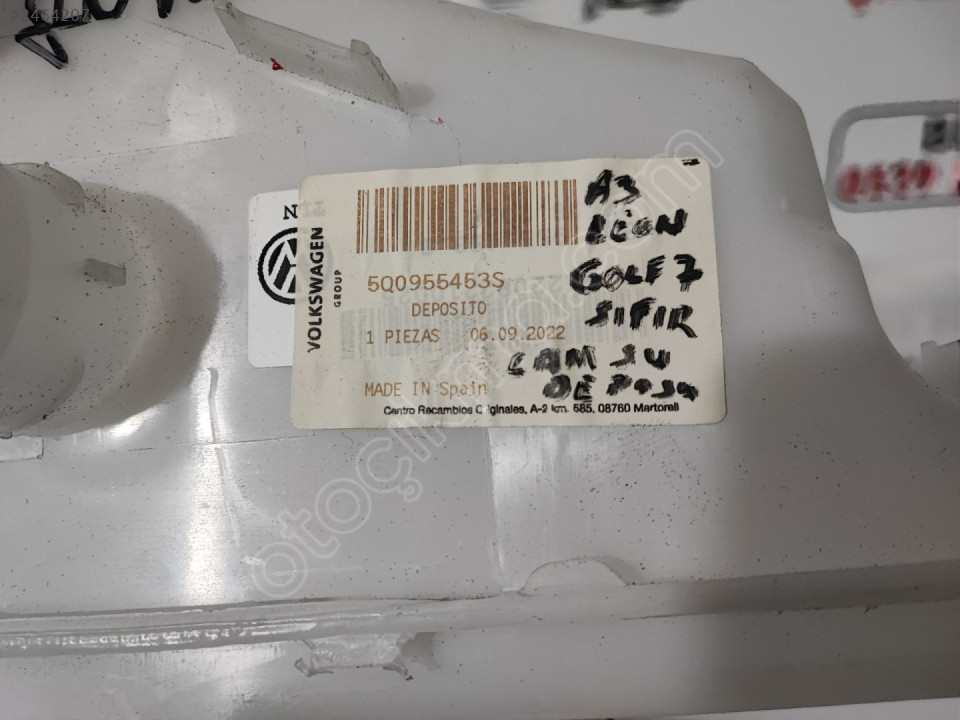 VOLKSWAGEN
GROUP
5Q0955453S
DEPOSITO
1 PIEZAS 06.09.2022
MADE IN Spain
Centro Recambios Originales, A-2 km. 585, 08760 Martorell
A3
LEON
GOLF 7
SIFIR
CAM SU
DEPOSU
otoçıkma.com